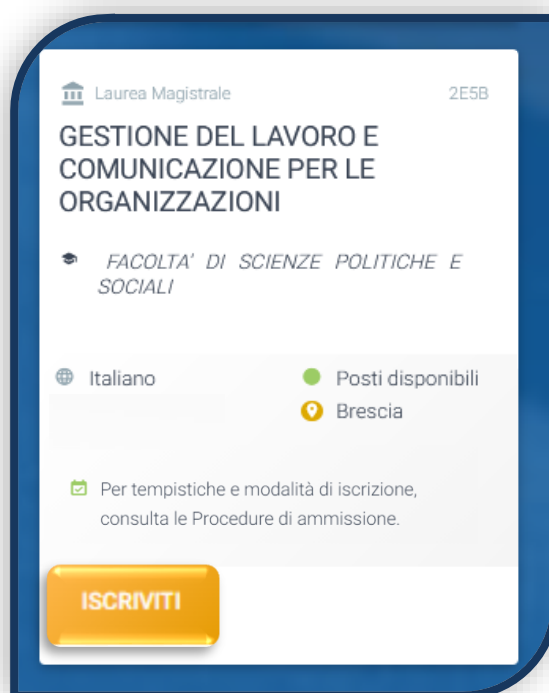 Laurea Magistrale 2E5B
GESTIONE DEL LAVORO E
COMUNICAZIONE PER LE
ORGANIZZAZIONI
FACOLTA' DI SCIENZE POLITICHE E
SOCIALI
Italiano
Posti disponibili
Brescia
Per tempistiche e modalità di iscrizione,
consulta le Procedure di ammissione.
ISCRIVITI